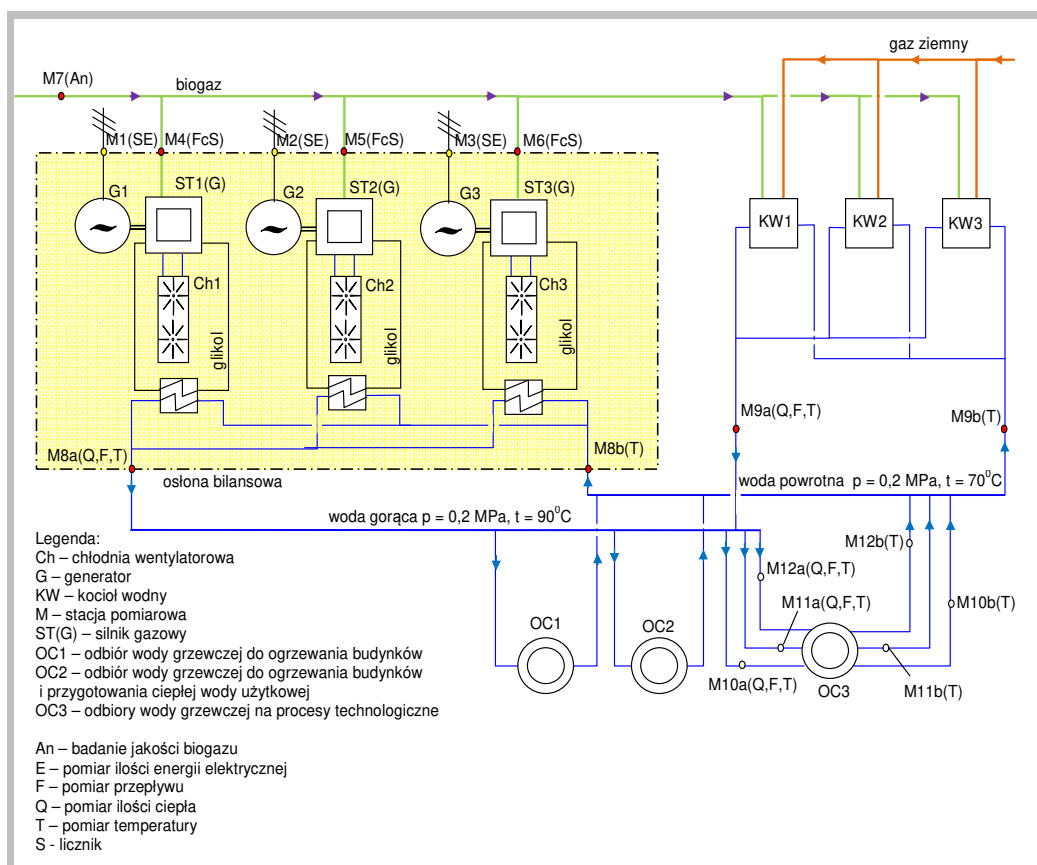 gaz ziemny
M7(An)
biogaz
M1(SE)
M4(FcS)
M2(SE)
M5(FcS)
M3(SE)
M6(FcS)
G1
ST1(G)
G2
ST2(G)
G3
ST3(G)
KW1
KW2
KW3
Ch1
Ch2
Ch3
glikol
glikol
glikol
M9a(Q,F,T)
M9b(T)
M8a(Q,F,T)
M8b(T)
osłona bilansowa
woda powrotna p = 0,2 MPa, t = 70⁰C
woda gorąca p = 0,2 MPa, t = 90⁰C
M12b(T)
M12a(Q,F,T)
M11a(Q,F,T)
M10b(T)
OC1
OC2
M10a(Q,F,T)
OC3
M11b(T)
Legenda:
Ch – chłodnia wentylatorowa
G – generator
KW – kocioł wodny
M – stacja pomiarowa
ST(G) – silnik gazowy
OC1 – odbiór wody grzewczej do ogrzewania budynków
OC2 – odbiór wody grzewczej do ogrzewania budynków
i przygotowania ciepłej wody użytkowej
OC3 – odbiory wody grzewczej na procesy technologiczne
An – badanie jakości biogazu
E – pomiar ilości energii elektrycznej
F – pomiar przepływu
Q – pomiar ilości ciepła
T – pomiar temperatury
S - licznik